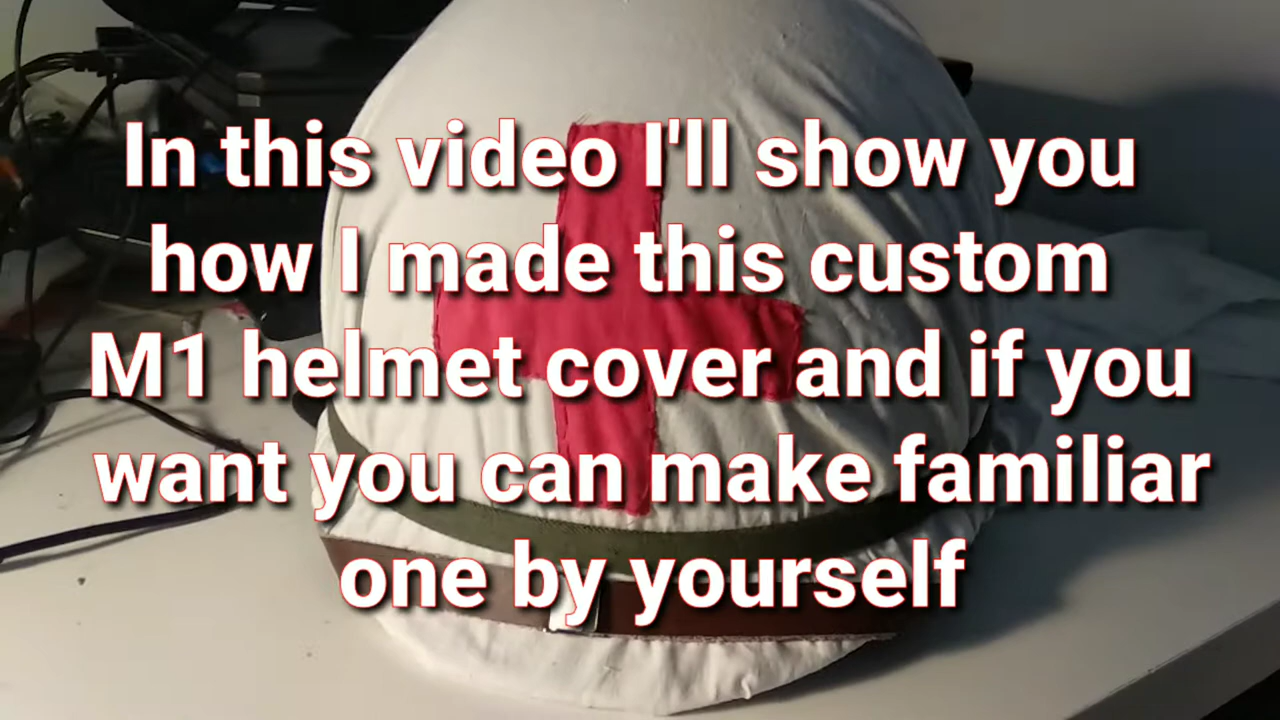 In this video I'll show you
how I made this custom
M1 helmet cover and if you
want you can make familiar
one by yourself